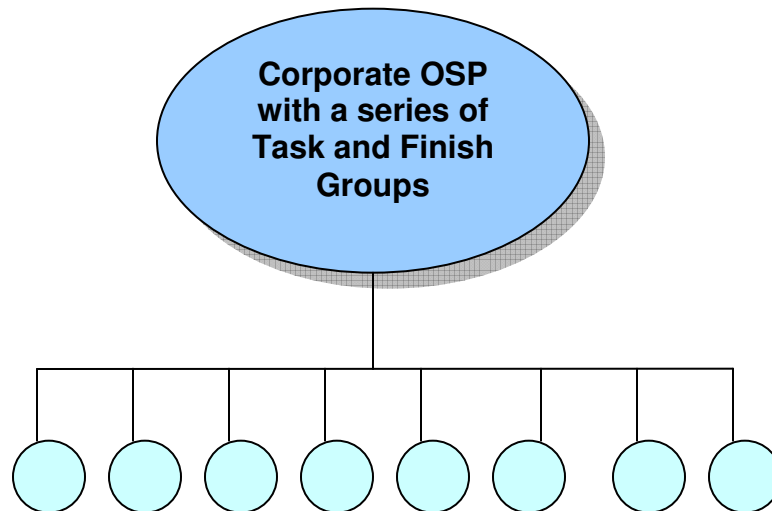 Corporate OSP
with a series of
Task and Finish
Groups